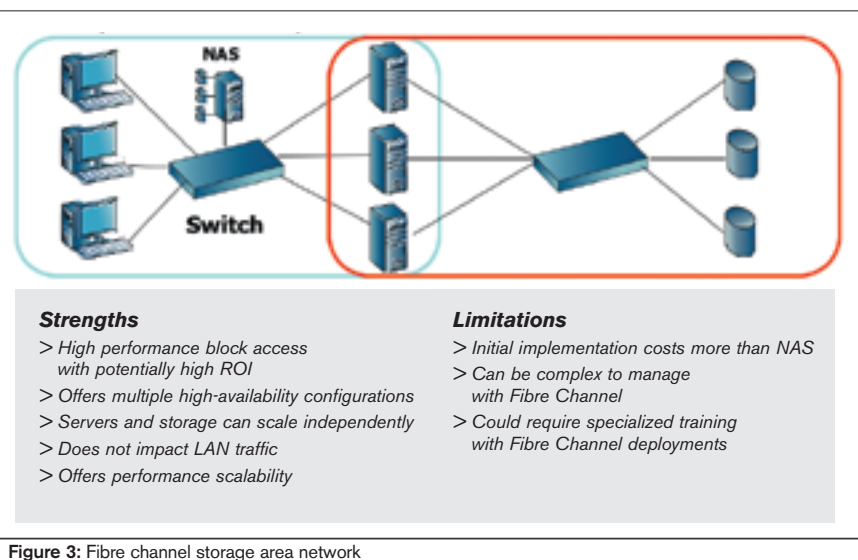 NAS
Switch
Strengths
> High performance block access
with potentially high ROI
> Offers multiple high-availability configurations
> Servers and storage can scale independently
> Does not impact LAN traffic
> Offers performance scalability
Limitations
> Initial implementation costs more than NAS
> Can be complex to manage
with Fibre Channel
> Could require specialized training
with Fibre Channel deployments
Figure 3: Fibre channel storage area network